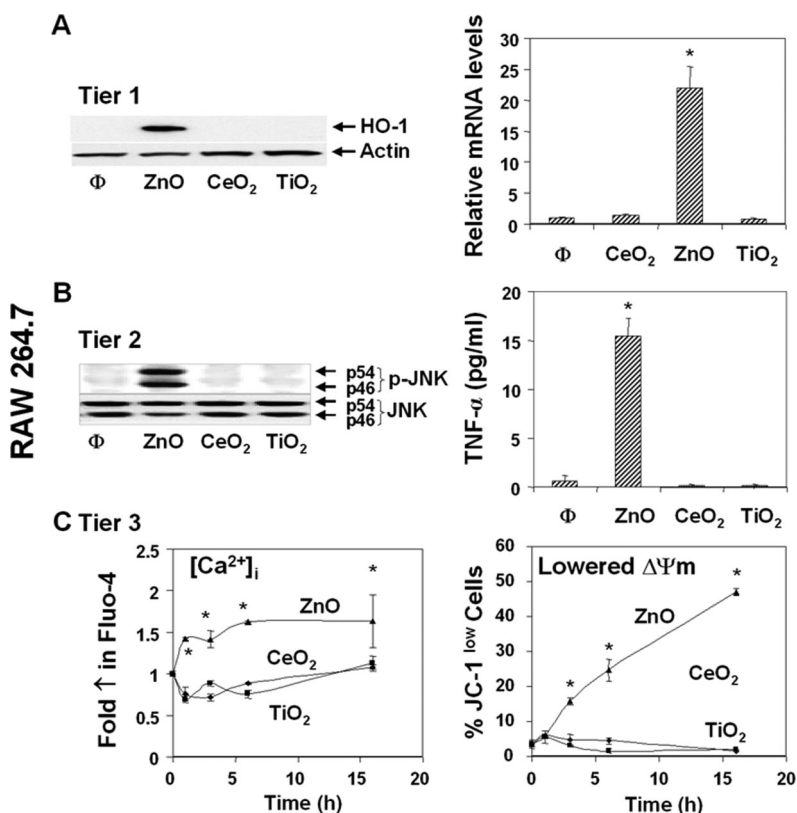 A
Tier 1
HO-1
Actin
Φ ZnO CeO₂ TiO₂
Relative mRNA levels
30
25
20
15
10
5
0
*
Φ CeO₂ ZnO TiO₂
RAW 264.7
B
Tier 2
p54
p46
p-JNK
p54
p46
JNK
Φ ZnO CeO₂ TiO₂
TNF-α (pg/ml)
20
15
10
5
0
*
Φ ZnO CeO₂ TiO₂
C Tier 3
Fold ↑ in Fluo-4
2.5
2
1.5
1
0.5
0
[Ca²⁺]ᵢ
* * * *
ZnO
CeO₂
TiO₂
0 5 10 15 20
Time (h)
% JC-1 ˡᵒʷ Cells
60
50
40
30
20
10
0
Lowered ΔΨm
* * *
ZnO
CeO₂
TiO₂
0 5 10 15 20
Time (h)